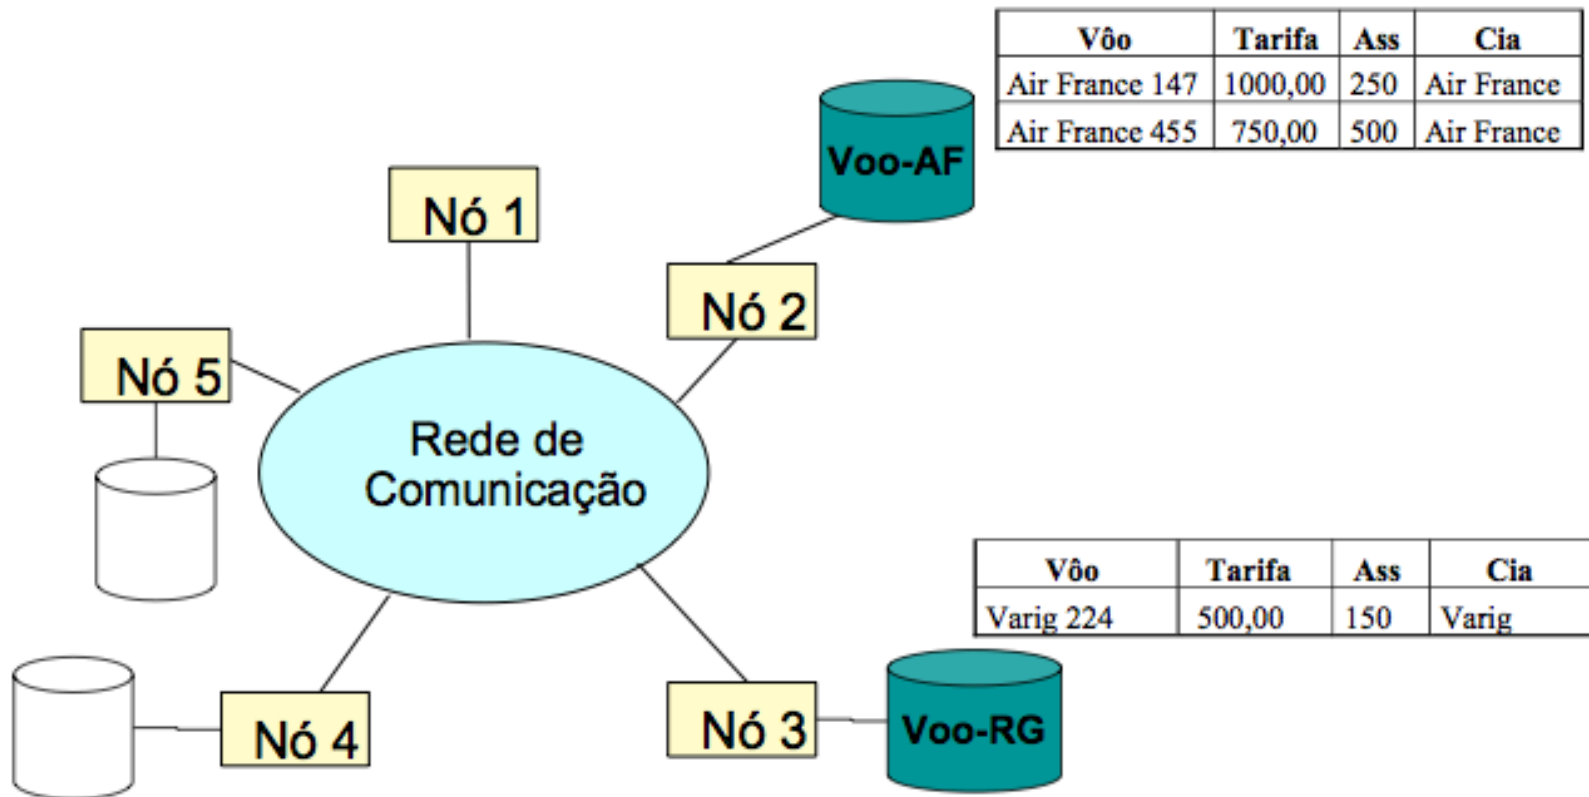 Vôo Tarifa Ass Cia
Air France 147 1000,00 250 Air France
Air France 455 750,00 500 Air France
Voo-AF
Nó 1
Nó 2
Nó 5
Rede de
Comunicação
Vôo Tarifa Ass Cia
Varig 224 500,00 150 Varig
Nó 4
Nó 3
Voo-RG